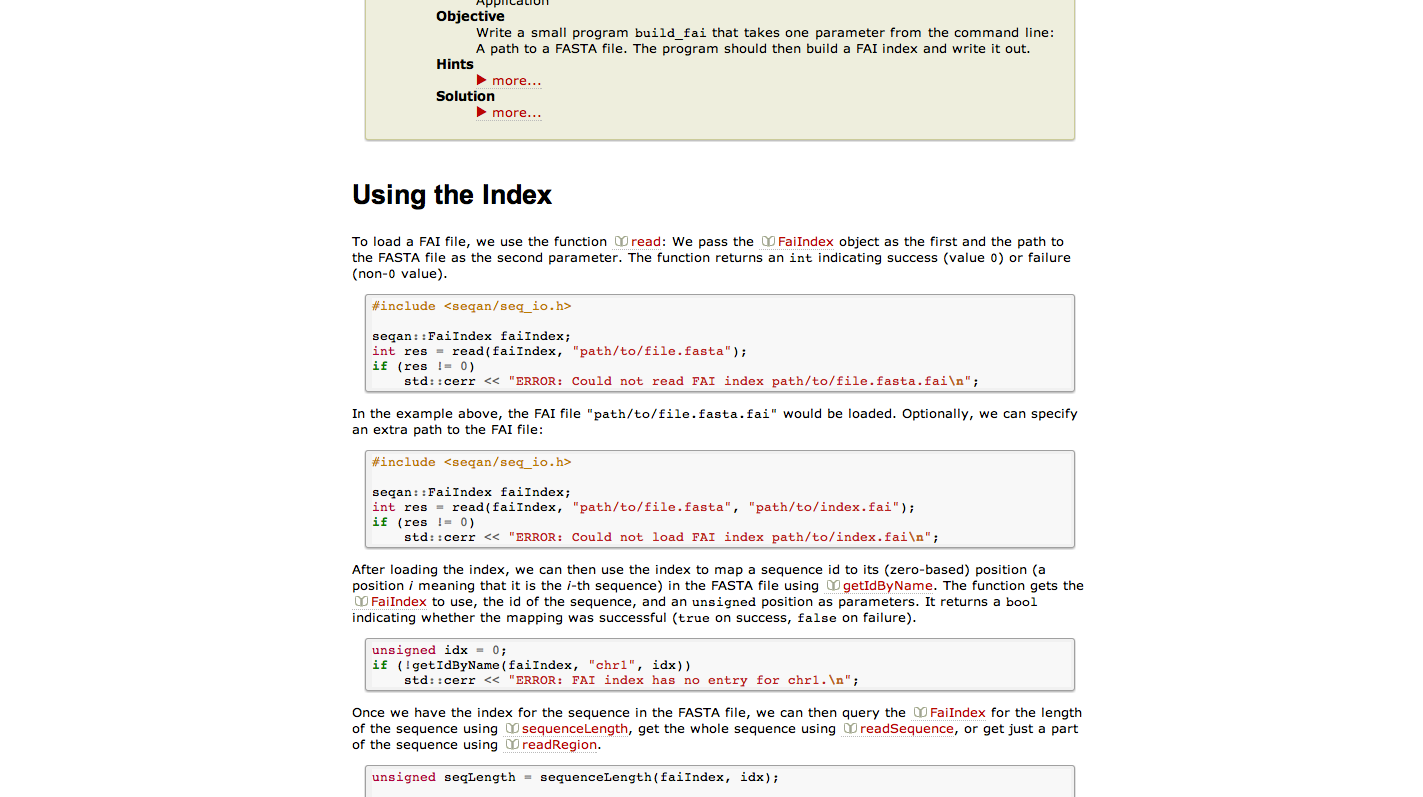 Application
Objective
Write a small program build_fai that takes one parameter from the command line:
A path to a FASTA file. The program should then build a FAI index and write it out.
Hints
more...
Solution
more...
Using the Index
To load a FAI file, we use the function read: We pass the FaiIndex object as the first and the path to
the FASTA file as the second parameter. The function returns an int indicating success (value 0) or failure
(non-0 value).
#include <seqan/seq_io.h>
seqan::FaiIndex faiIndex;
int res = read(faiIndex, "path/to/file.fasta");
if (res != 0)
    std::cerr << "ERROR: Could not read FAI index path/to/file.fasta.fai\n";
In the example above, the FAI file "path/to/file.fasta.fai" would be loaded. Optionally, we can specify
an extra path to the FAI file:
#include <seqan/seq_io.h>
seqan::FaiIndex faiIndex;
int res = read(faiIndex, "path/to/file.fasta", "path/to/index.fai");
if (res != 0)
    std::cerr << "ERROR: Could not load FAI index path/to/index.fai\n";
After loading the index, we can then use the index to map a sequence id to its (zero-based) position (a
position i meaning that it is the i-th sequence) in the FASTA file using getIdByName. The function gets the
FaiIndex to use, the id of the sequence, and an unsigned position as parameters. It returns a bool
indicating whether the mapping was successful (true on success, false on failure).
unsigned idx = 0;
if (!getIdByName(faiIndex, "chr1", idx))
    std::cerr << "ERROR: FAI index has no entry for chr1.\n";
Once we have the index for the sequence in the FASTA file, we can then query the FaiIndex for the length
of the sequence using sequenceLength, get the whole sequence using readSequence, or get just a part
of the sequence using readRegion.
unsigned seqLength = sequenceLength(faiIndex, idx);